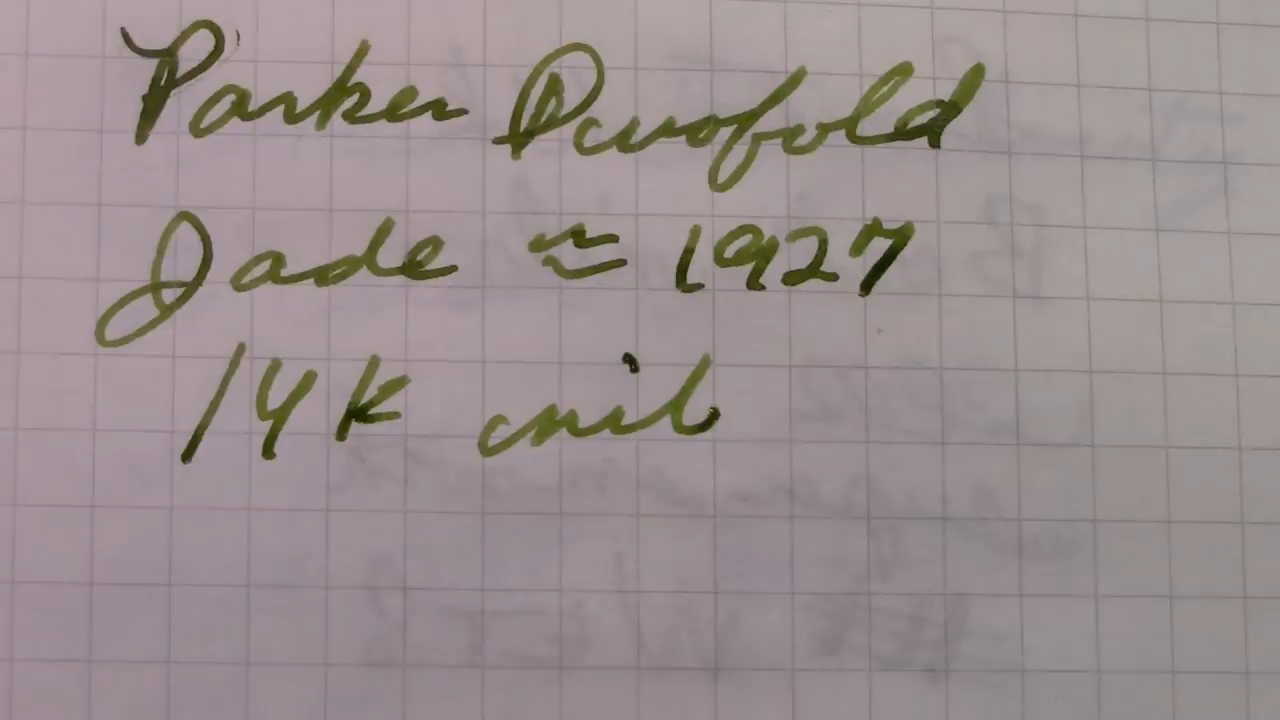 Parker Duofold
Jade ≈ 1927
14K nib